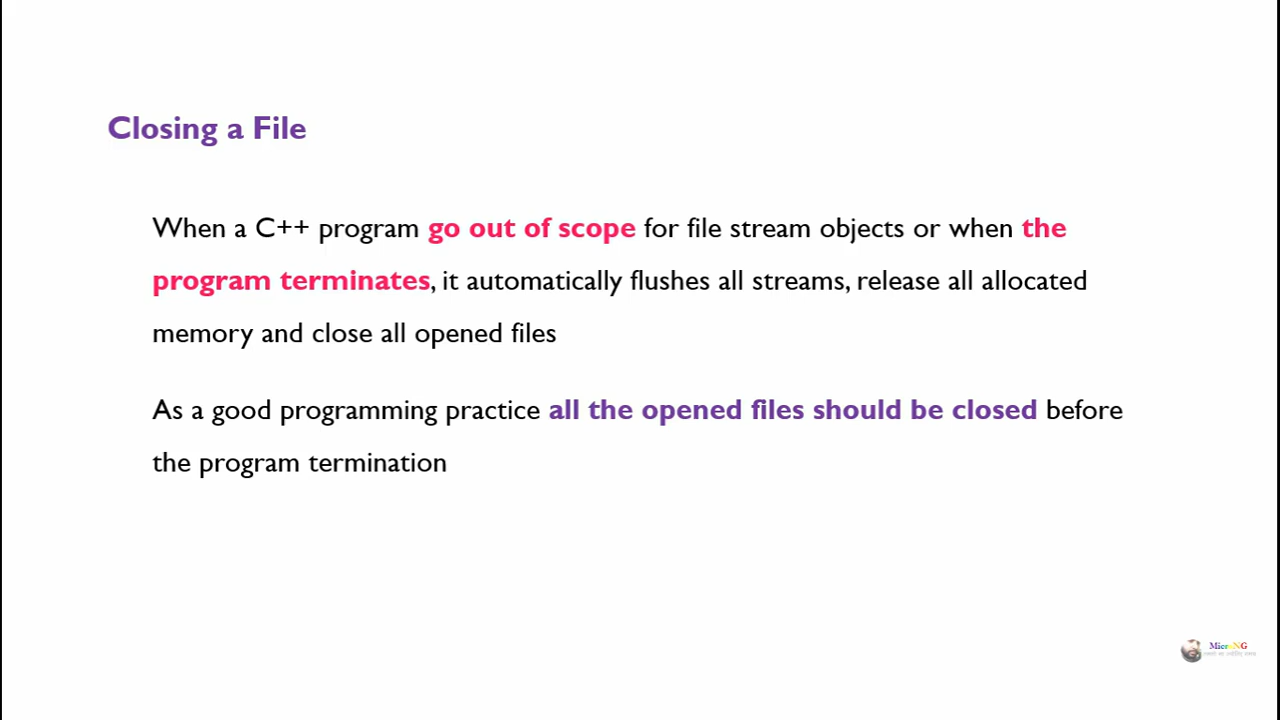 Closing a File
When a C++ program go out of scope for file stream objects or when the
program terminates, it automatically flushes all streams, release all allocated
memory and close all opened files
As a good programming practice all the opened files should be closed before
the program termination
MicroNG